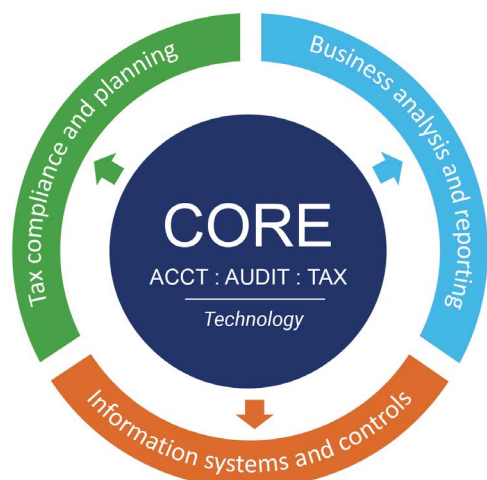 Tax compliance and planning
Business analysis and reporting
CORE
ACCT : AUDIT : TAX
Technology
Information systems and controls